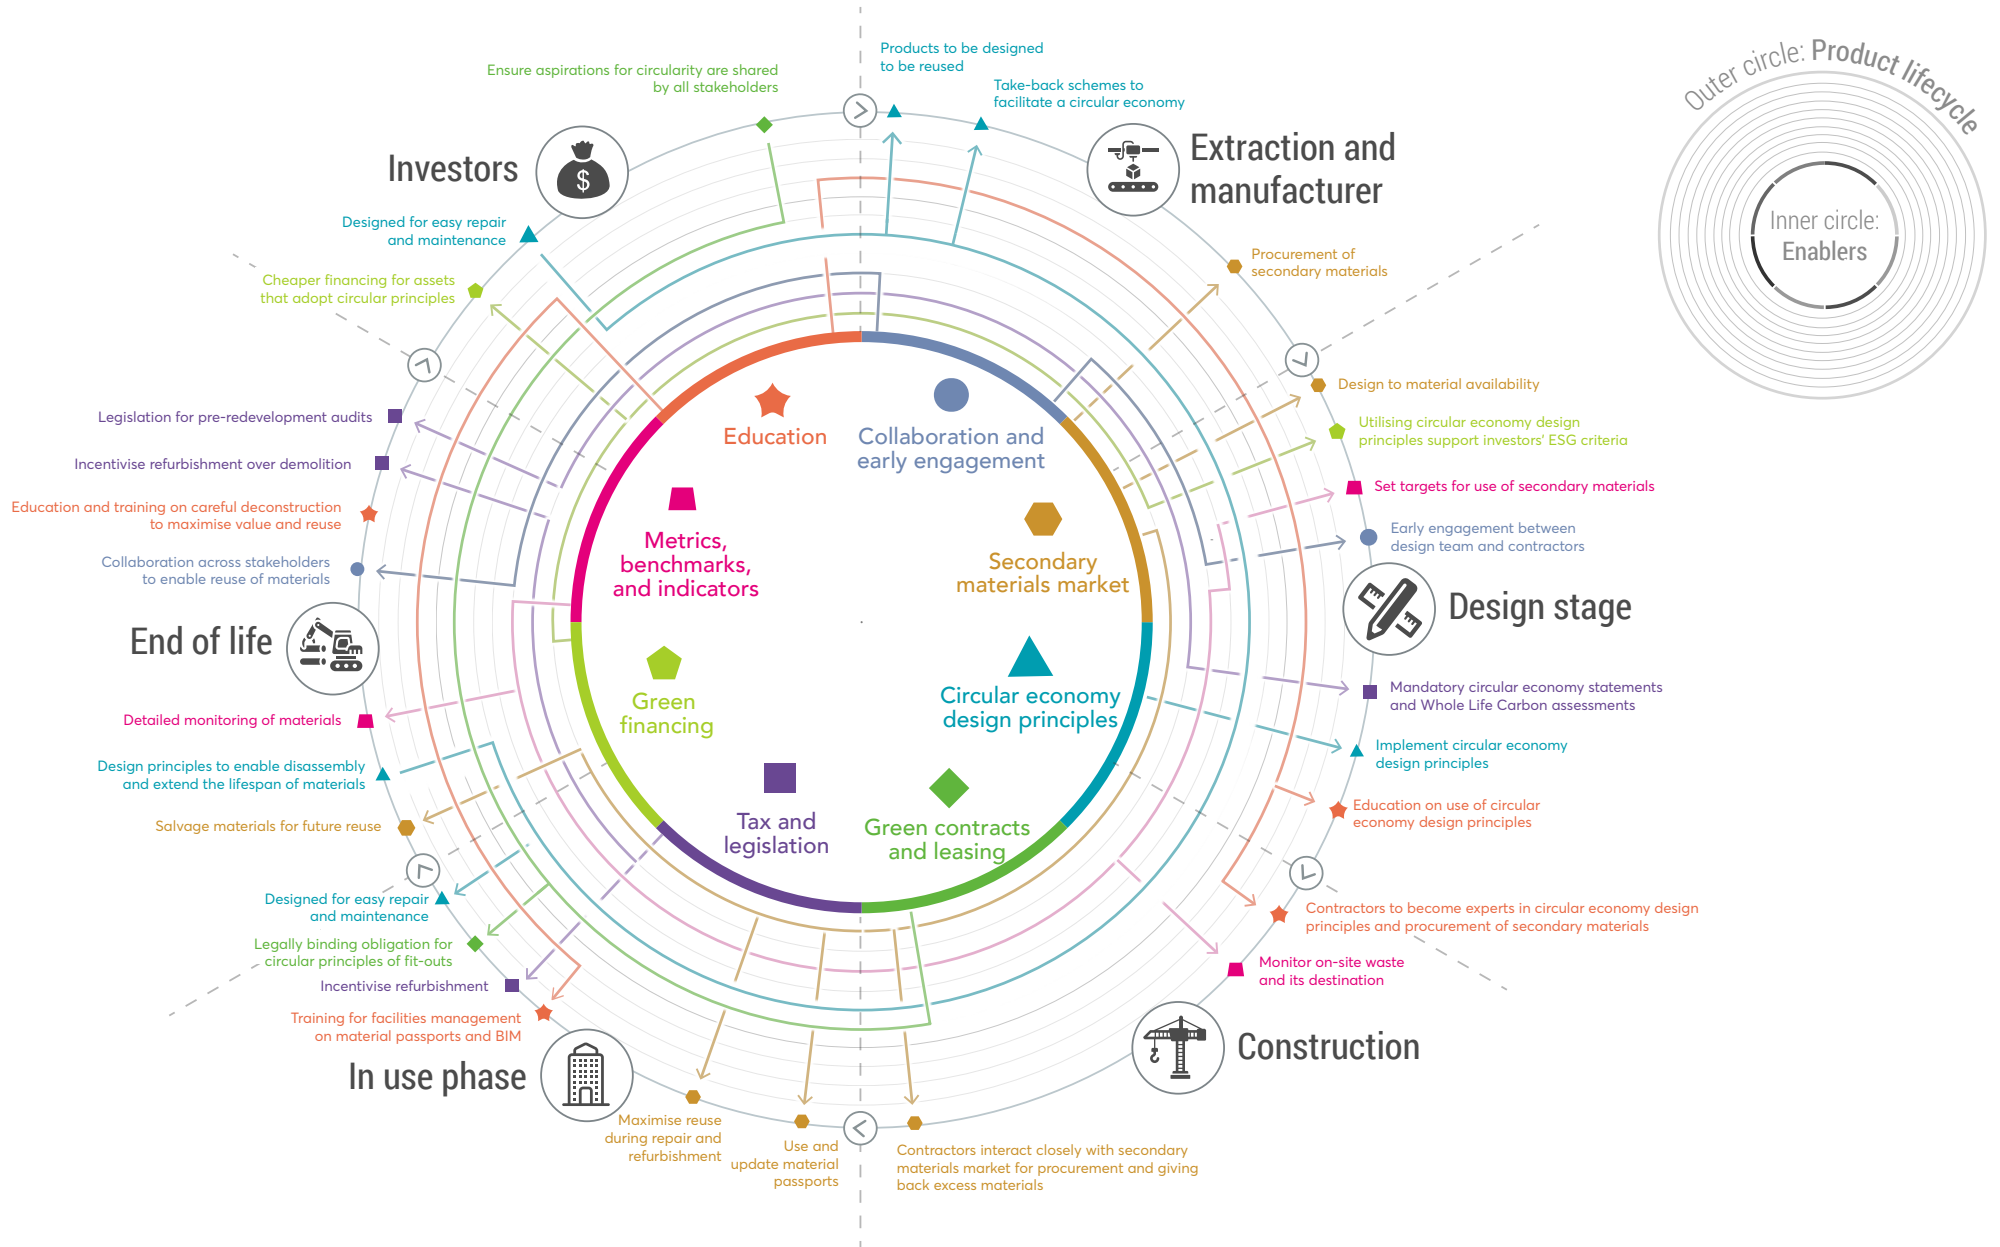 Products to be designed
to be reused
Take-back schemes to
facilitate a circular economy
Ensure aspirations for circularity are shared
by all stakeholders
Investors
$
Extraction and
manufacturer
Designed for easy repair
and maintenance
Cheaper financing for assets
that adopt circular principles
Procurement of
secondary materials
Outer circle: Product lifecycle
Inner circle:
Enablers
Design to material availability
Utilising circular economy design
principles support investors' ESG criteria
Set targets for use of secondary materials
Early engagement between
design team and contractors
Design stage
Mandatory circular economy statements
and Whole Life Carbon assessments
Implement circular economy
design principles
Education on use of circular
economy design principles
Contractors to become experts in circular economy design
principles and procurement of secondary materials
Monitor on-site waste
and its destination
Construction
Contractors interact closely with secondary
materials market for procurement and giving
back excess materials
Use and
update material
passports
Maximise reuse
during repair and
refurbishment
In use phase
Training for facilities management
on material passports and BIM
Incentivise refurbishment
Legally binding obligation for
circular principles of fit-outs
Designed for easy repair
and maintenance
Salvage materials for future reuse
Design principles to enable disassembly
and extend the lifespan of materials
Detailed monitoring of materials
End of life
Collaboration across stakeholders
to enable reuse of materials
Education and training on careful deconstruction
to maximise value and reuse
Incentivise refurbishment over demolition
Legislation for pre-redevelopment audits
Education
Collaboration and
early engagement
Secondary
materials market
Circular economy
design principles
Green contracts
and leasing
Tax and
legislation
Green
financing
Metrics,
benchmarks,
and indicators